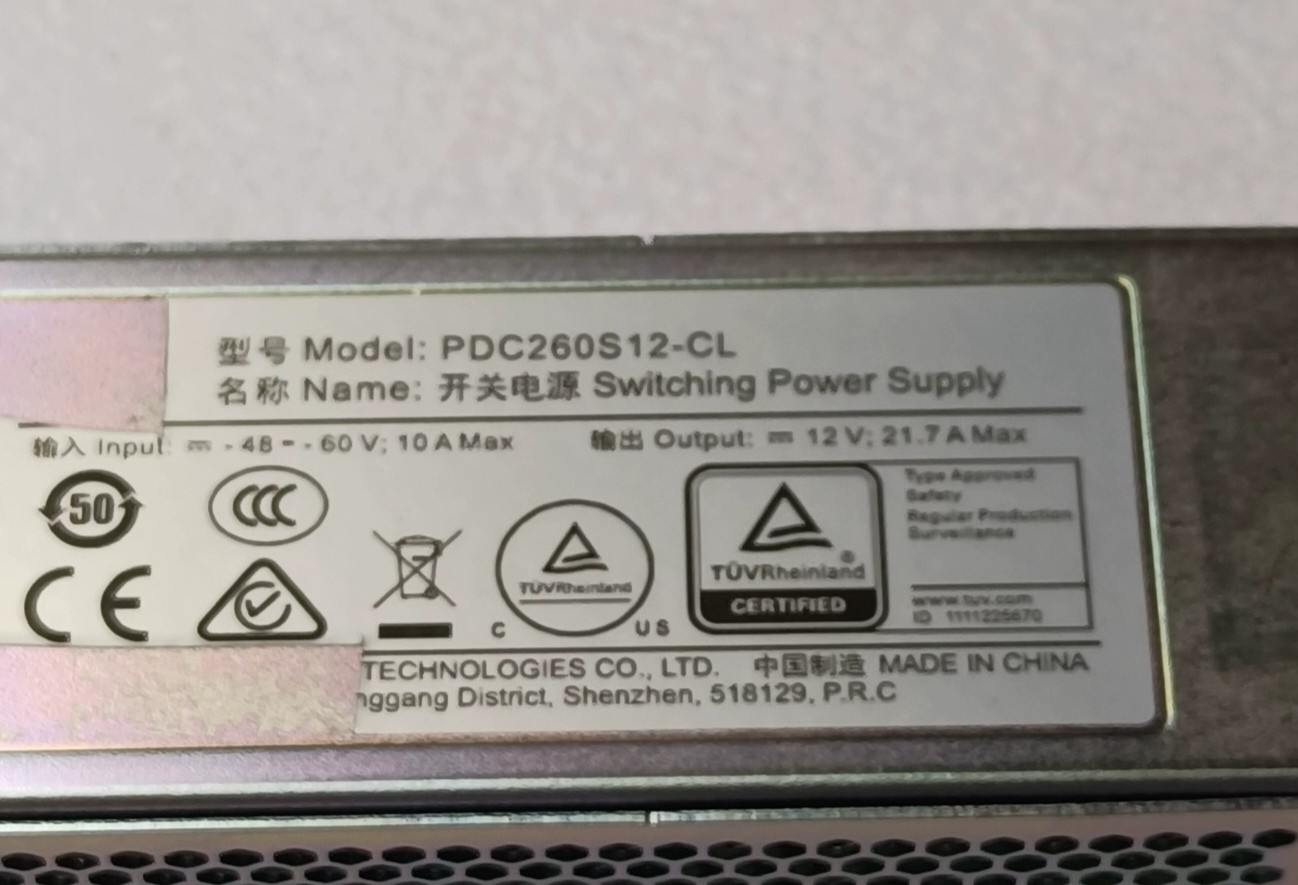 型号 Model: PDC260S12-CL
名称 Name: 开关电源 Switching Power Supply
输入 Input: ⎓ -48 - -60 V; 10 A Max 输出 Output: ⎓ 12 V; 21.7 A Max
50
CCC
CE
TÜVRheinland
C US
TÜVRheinland®
CERTIFIED
Type Approved
Safety
Regular Production
Surveillance
www.tuv.com
ID 1111225670
TECHNOLOGIES CO., LTD. 中国制造 MADE IN CHINA
nggang District, Shenzhen, 518129, P.R.C